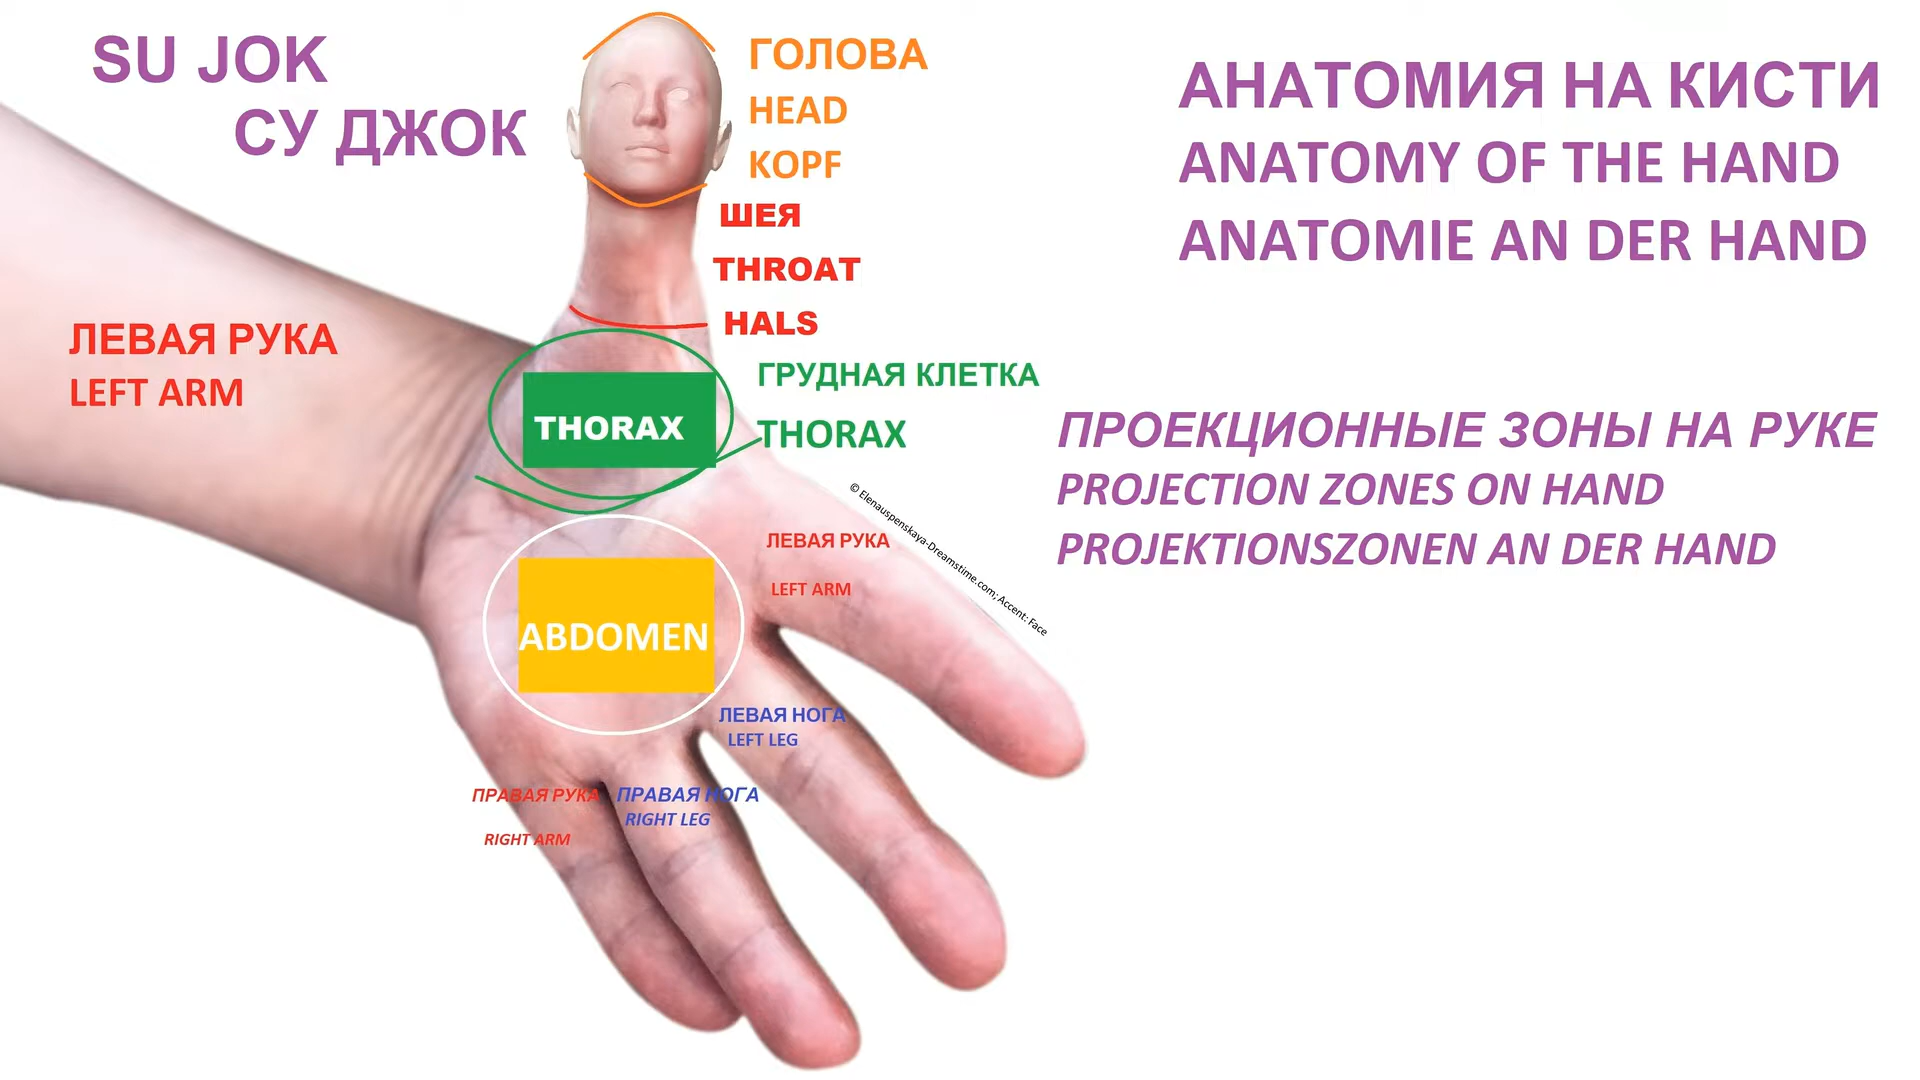 SU JOK
СУ ДЖОК
ГОЛОВА
HEAD
KOPF
ШЕЯ
THROAT
HALS
АНАТОМИЯ НА КИСТИ
ANATOMY OF THE HAND
ANATOMIE AN DER HAND
ЛЕВАЯ РУКА
LEFT ARM
ГРУДНАЯ КЛЕТКА
THORAX
THORAX
ПРОЕКЦИОННЫЕ ЗОНЫ НА РУКЕ
PROJECTION ZONES ON HAND
PROJEKTIONSZONEN AN DER HAND
© Elenauspenskaya-Dreamstime.com; Accent: Face
ЛЕВАЯ РУКА
LEFT ARM
ABDOMEN
ЛЕВАЯ НОГА
LEFT LEG
ПРАВАЯ РУКА
RIGHT ARM
ПРАВАЯ НОГА
RIGHT LEG